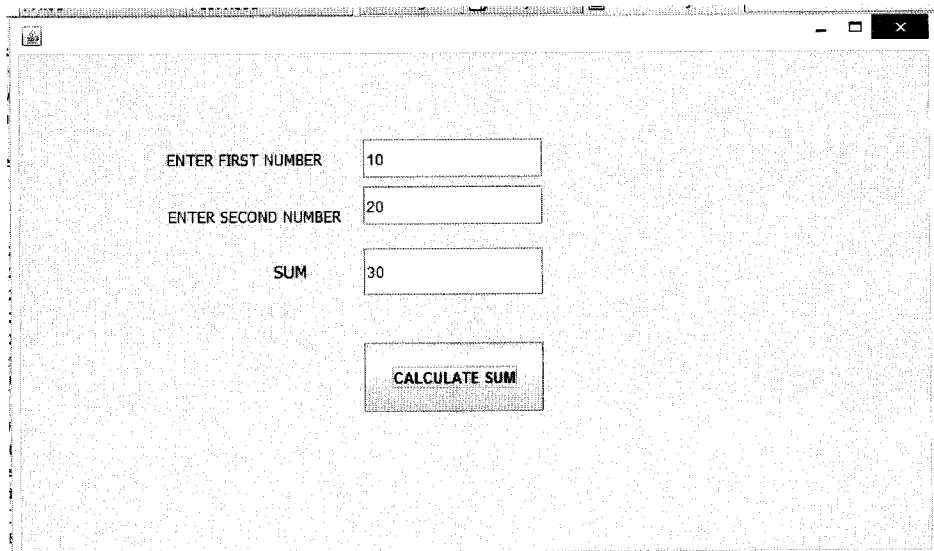 ENTER FIRST NUMBER 10
ENTER SECOND NUMBER 20
SUM 30
CALCULATE SUM